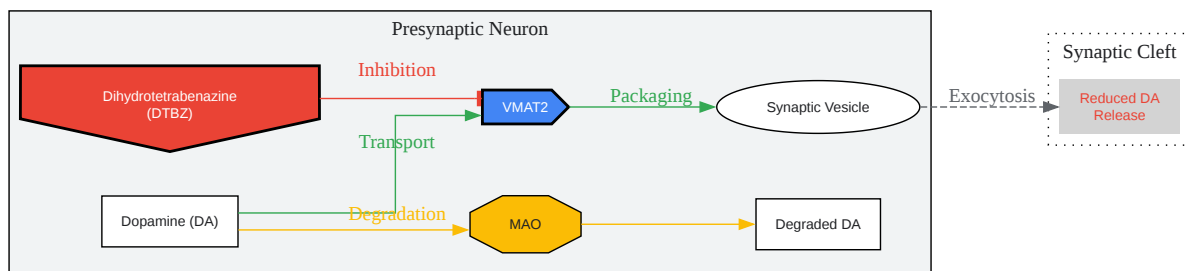 Presynaptic Neuron
Synaptic Cleft
Inhibition
Dihydrotetrabenazine
(DTBZ)
VMAT2
Packaging
Synaptic Vesicle
Exocytosis
Reduced DA
Release
Transport
Dopamine (DA)
Degradation
MAO
Degraded DA